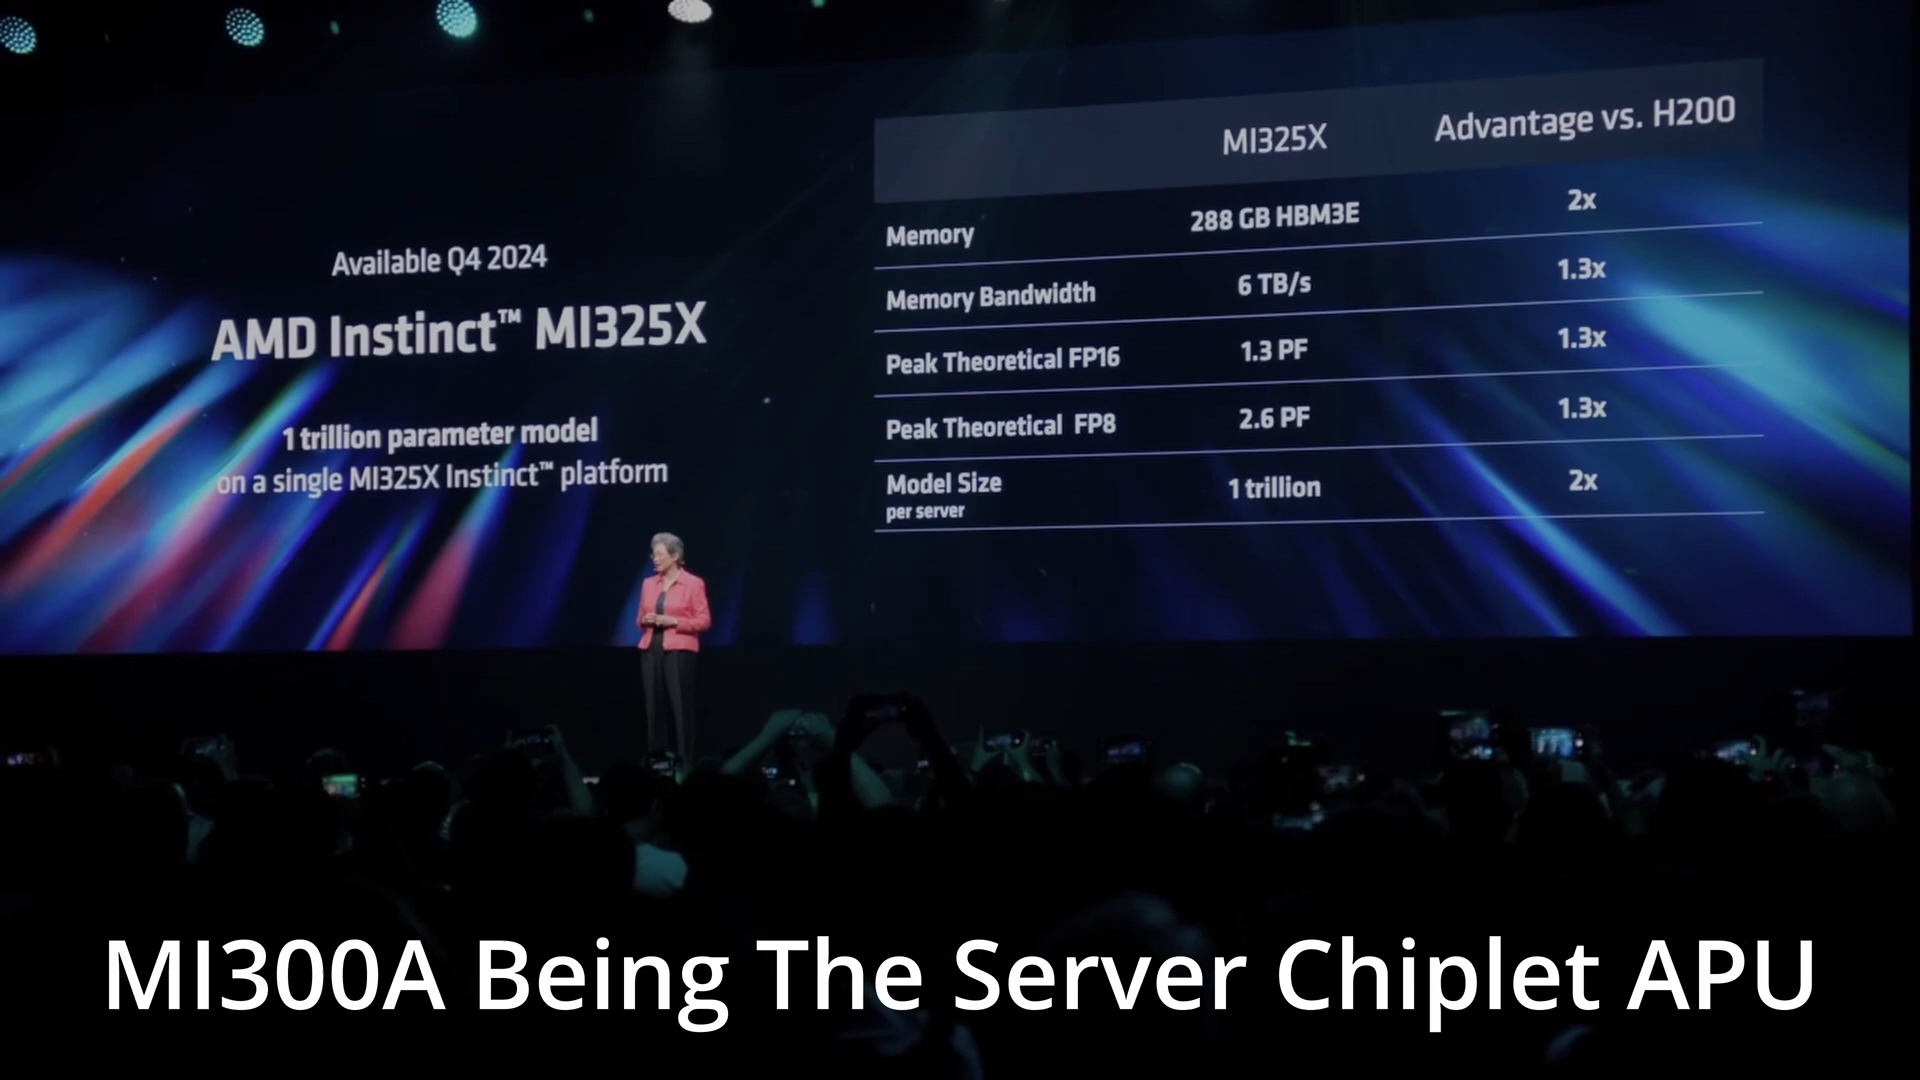 Available Q4 2024
AMD Instinct™ MI325X
1 trillion parameter model
on a single MI325X Instinct™ platform
MI325X Advantage vs. H200
Memory 288 GB HBM3E 2x
Memory Bandwidth 6 TB/s 1.3x
Peak Theoretical FP16 1.3 PF 1.3x
Peak Theoretical FP8 2.6 PF 1.3x
Model Size 1 trillion 2x
per server
MI300A Being The Server Chiplet APU